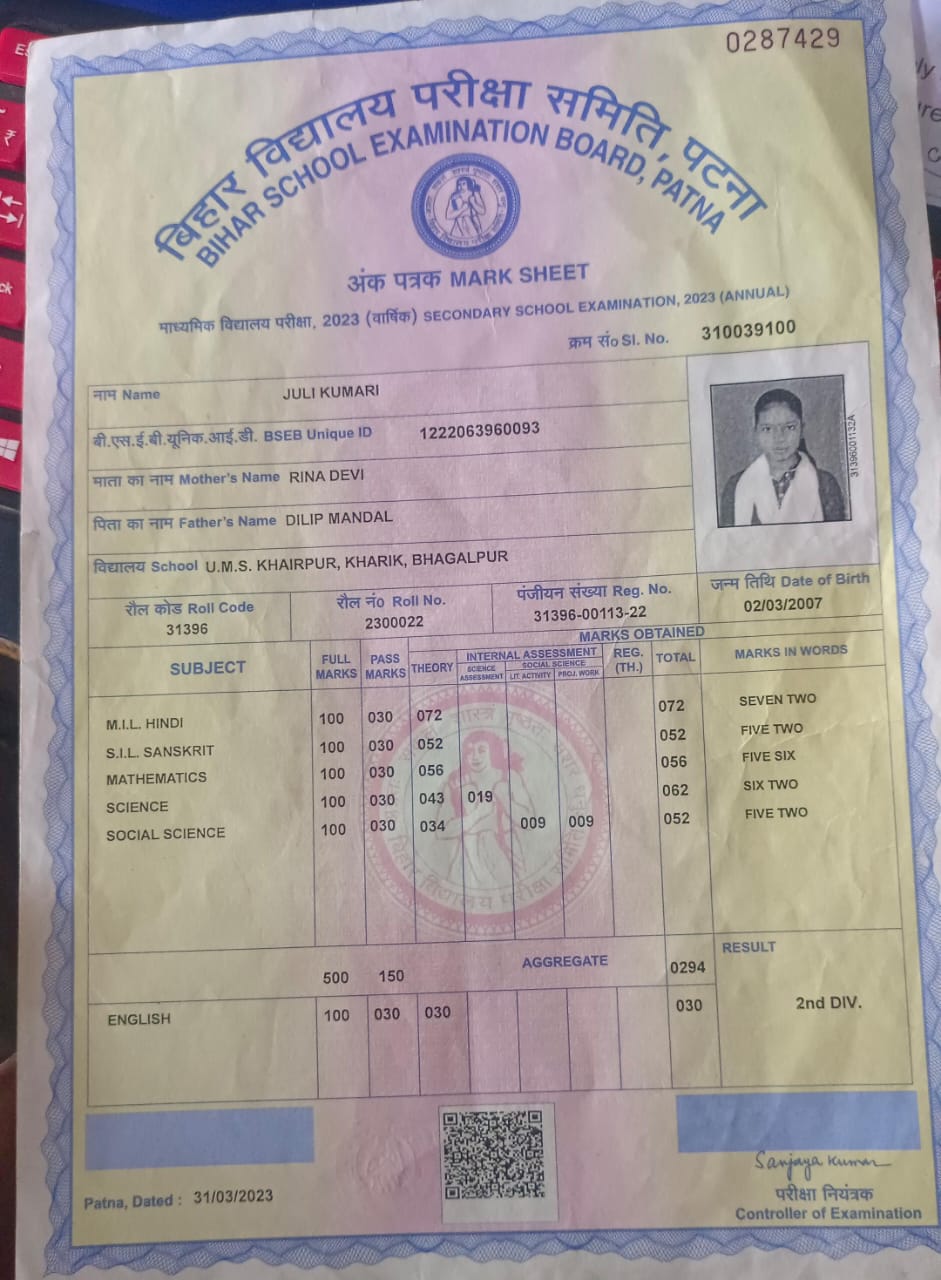 0287429
बिहार विद्यालय परीक्षा समिति, पटना
BIHAR SCHOOL EXAMINATION BOARD, PATNA
अंक पत्रक MARK SHEET
माध्यमिक विद्यालय परीक्षा, 2023 (वार्षिक) SECONDARY SCHOOL EXAMINATION, 2023 (ANNUAL)
क्रम सं० Sl. No. 310039100
नाम Name JULI KUMARI
बी.एस.ई.बी.यूनिक.आई.डी. BSEB Unique ID 1222063960093
माता का नाम Mother's Name RINA DEVI
पिता का नाम Father's Name DILIP MANDAL
विद्यालय School U.M.S. KHAIRPUR, KHARIK, BHAGALPUR
31396001132A
रौल कोड Roll Code रौल नं० Roll No. पंजीयन संख्या Reg. No. जन्म तिथि Date of Birth
31396 2300022 31396-00113-22 02/03/2007
MARKS OBTAINED
SUBJECT FULL MARKS PASS MARKS THEORY INTERNAL ASSESSMENT REG. (TH.) TOTAL MARKS IN WORDS
SCIENCE ASSESSMENT SOCIAL SCIENCE
LIT. ACTIVITY PROJ. WORK
M.I.L. HINDI 100 030 072 072 SEVEN TWO
S.I.L. SANSKRIT 100 030 052 052 FIVE TWO
MATHEMATICS 100 030 056 056 FIVE SIX
SCIENCE 100 030 043 019 062 SIX TWO
SOCIAL SCIENCE 100 030 034 009 009 052 FIVE TWO
500 150 AGGREGATE 0294 RESULT
ENGLISH 100 030 030 030 2nd DIV.
Patna, Dated : 31/03/2023
Sanjaya Kumar
परीक्षा नियंत्रक
Controller of Examination